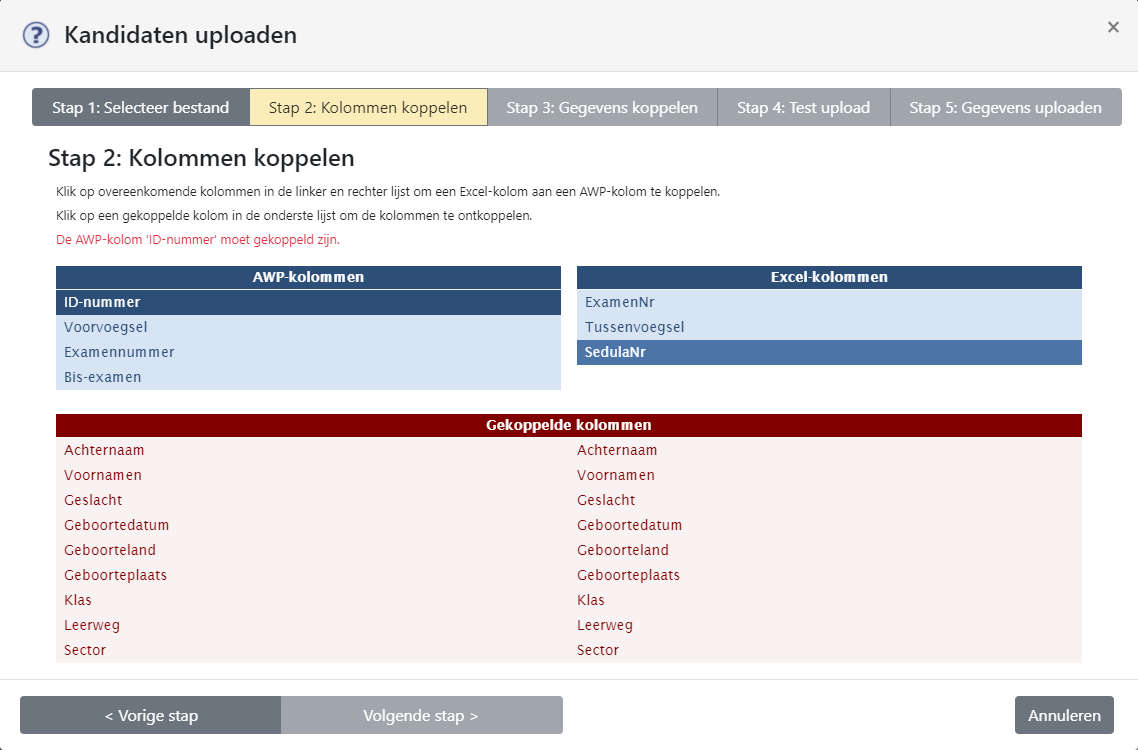 Kandidaten uploaden
×
Stap 1: Selecteer bestand
Stap 2: Kolommen koppelen
Stap 3: Gegevens koppelen
Stap 4: Test upload
Stap 5: Gegevens uploaden
Stap 2: Kolommen koppelen
Klik op overeenkomende kolommen in de linker en rechter lijst om een Excel-kolom aan een AWP-kolom te koppelen.
Klik op een gekoppelde kolom in de onderste lijst om de kolommen te ontkoppelen.
De AWP-kolom 'ID-nummer' moet gekoppeld zijn.
AWP-kolommen
ID-nummer
Voorvoegsel
Examennummer
Bis-examen
Excel-kolommen
ExamenNr
Tussenvoegsel
SedulaNr
Gekoppelde kolommen
Achternaam Achternaam
Voornamen Voornamen
Geslacht Geslacht
Geboortedatum Geboortedatum
Geboorteland Geboorteland
Geboorteplaats Geboorteplaats
Klas Klas
Leerweg Leerweg
Sector Sector
< Vorige stap
Volgende stap >
Annuleren